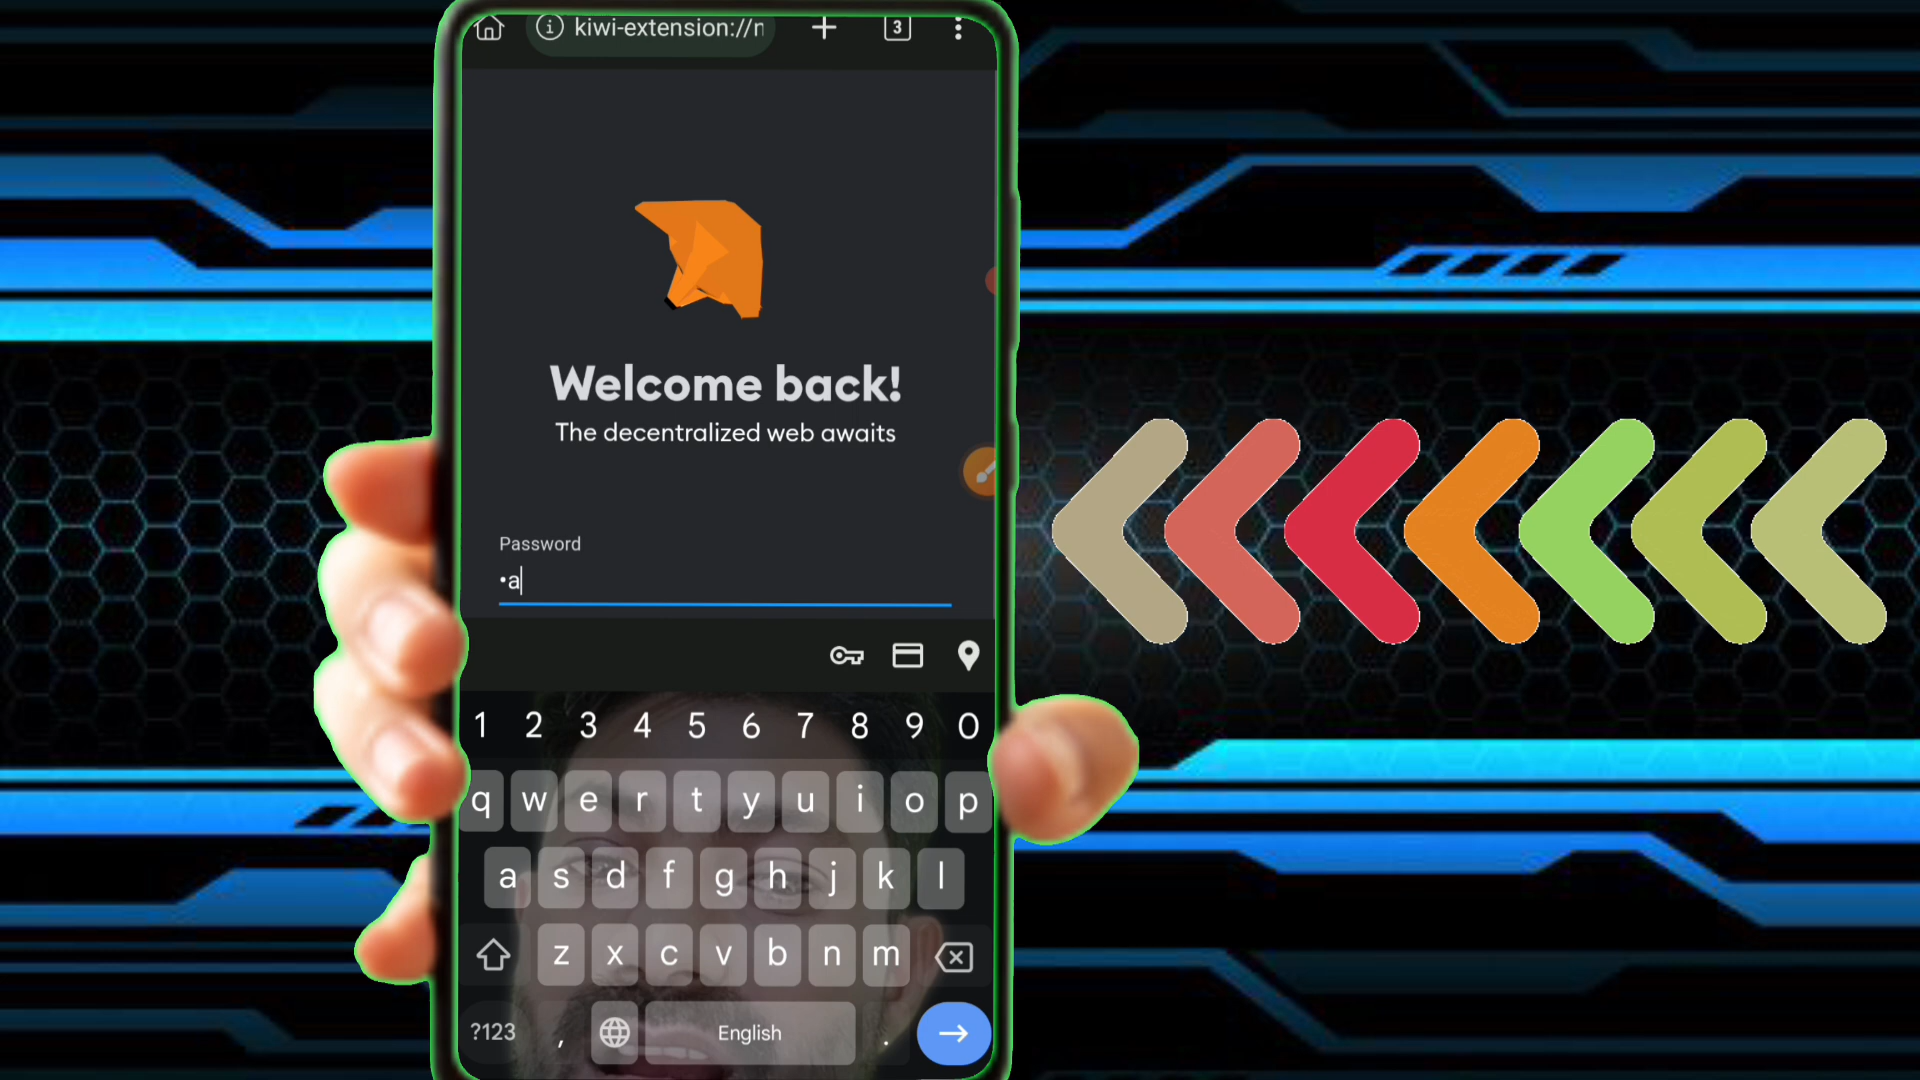 kiwi-extension://n
3
Welcome back!
The decentralized web awaits
Password
•a
1 2 3 4 5 6 7 8 9 0
q w e r t y u i o p
a s d f g h j k l
z x c v b n m
?123 , English .